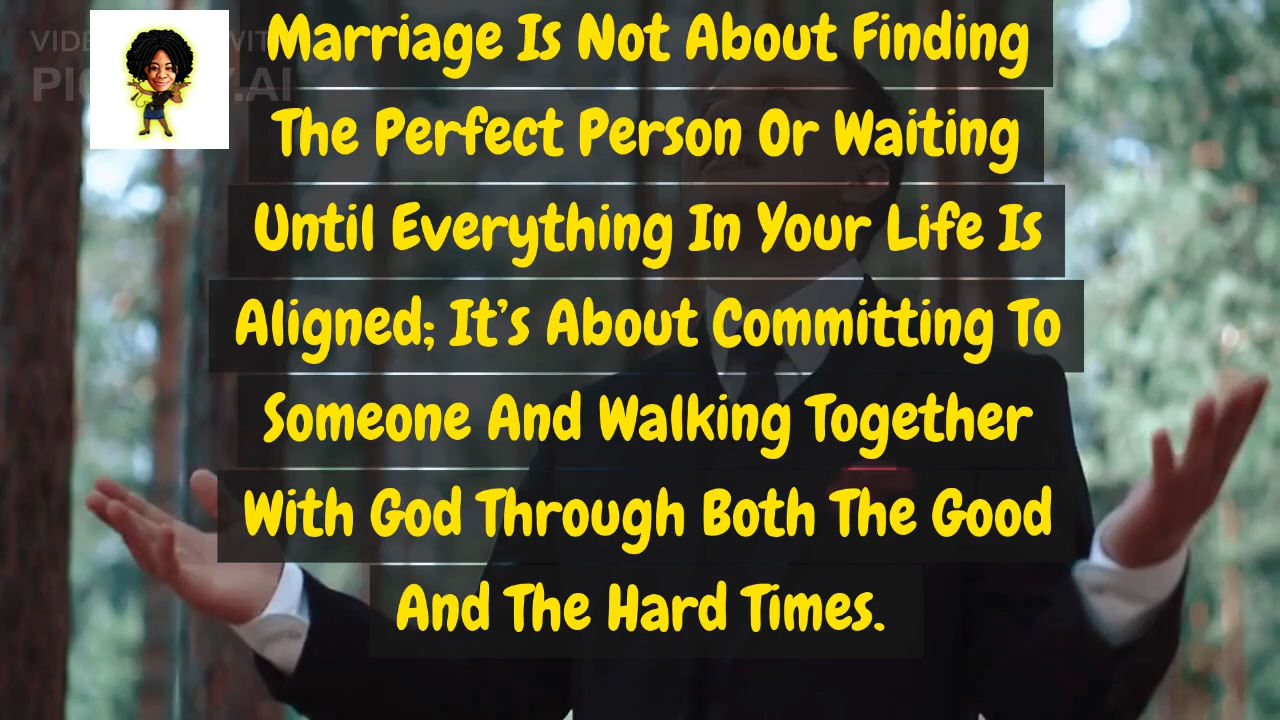 Marriage Is Not About Finding
The Perfect Person Or Waiting
Until Everything In Your Life Is
Aligned; It’s About Committing To
Someone And Walking Together
With God Through Both The Good
And The Hard Times.